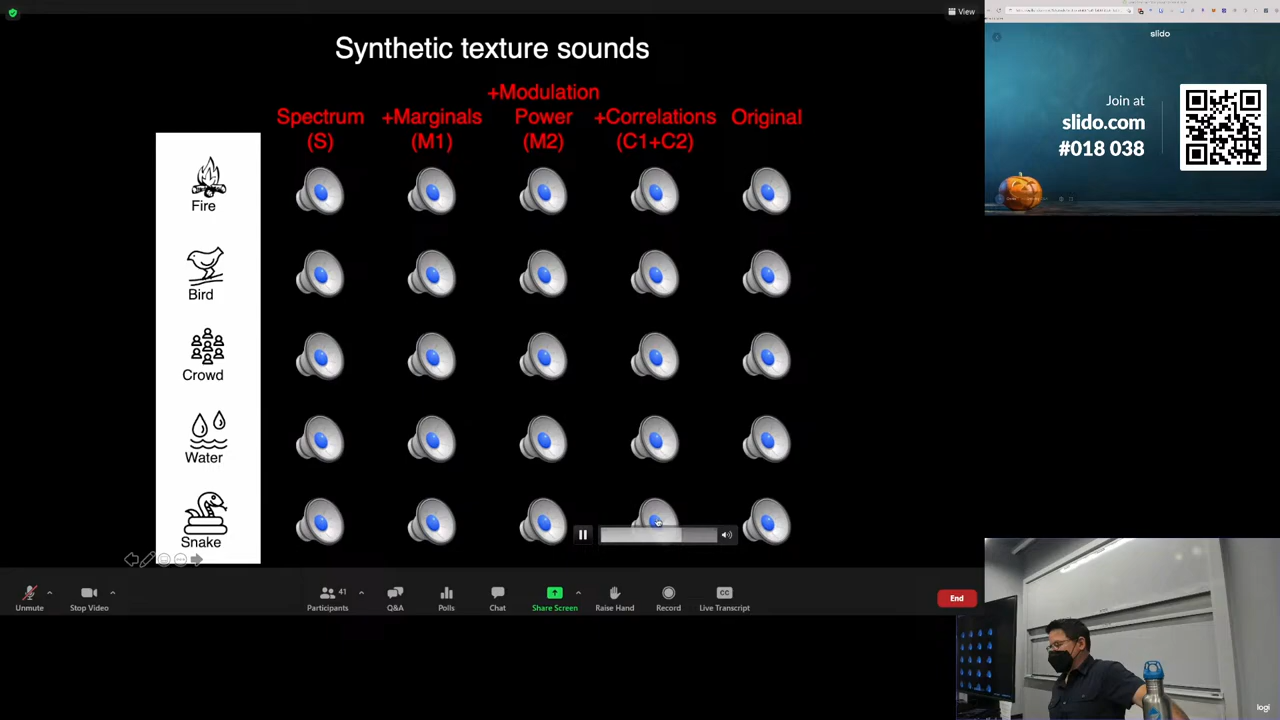 View
Synthetic texture sounds
Spectrum
(S)
+Marginals
(M1)
+Modulation
Power
(M2)
+Correlations
(C1+C2)
Original
Fire
Bird
Crowd
Water
Snake
Unmute
Stop Video
41
Participants
Q&A
Polls
Chat
Share Screen
Raise Hand
Record
CC
Live Transcript
End
slido
Join at
slido.com
#018 038
logi